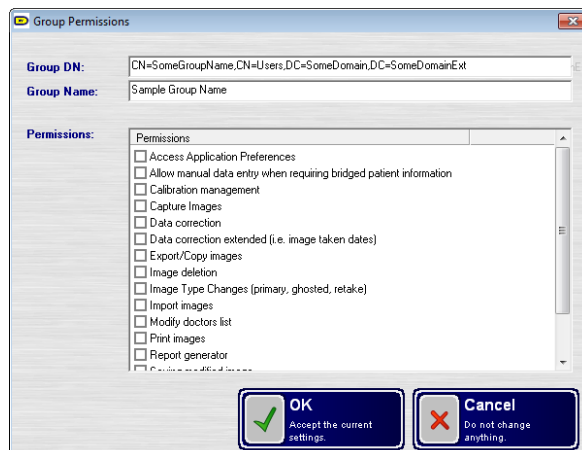 Group Permissions
Group DN: CN=SomeGroupName,CN=Users,DC=SomeDomain,DC=SomeDomainExt
Group Name: Sample Group Name
Permissions: Permissions
Access Application Preferences
Allow manual data entry when requiring bridged patient information
Calibration management
Capture Images
Data correction
Data correction extended (i.e. image taken dates)
Export/Copy images
Image deletion
Image Type Changes (primary, ghosted, retake)
Import images
Modify doctors list
Print images
Report generator
Saving modified image
OK
Accept the current
settings.
Cancel
Do not change
anything.